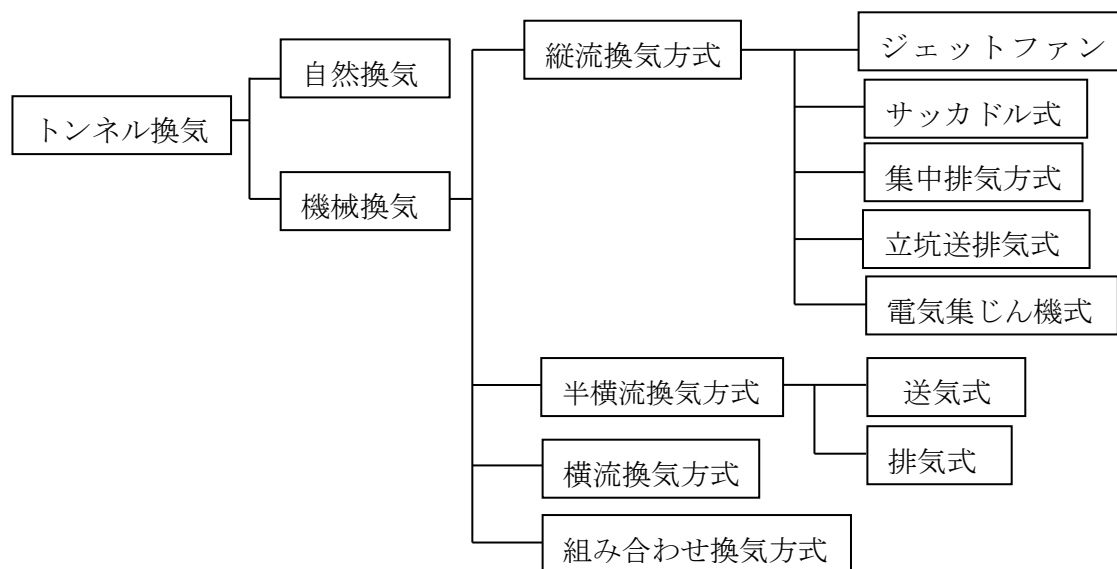 トンネル換気
自然換気
機械換気
縦流換気方式
ジェットファン
サッカドル式
集中排気方式
立坑送排気式
電気集じん機式
半横流換気方式
送気式
排気式
横流換気方式
組み合わせ換気方式